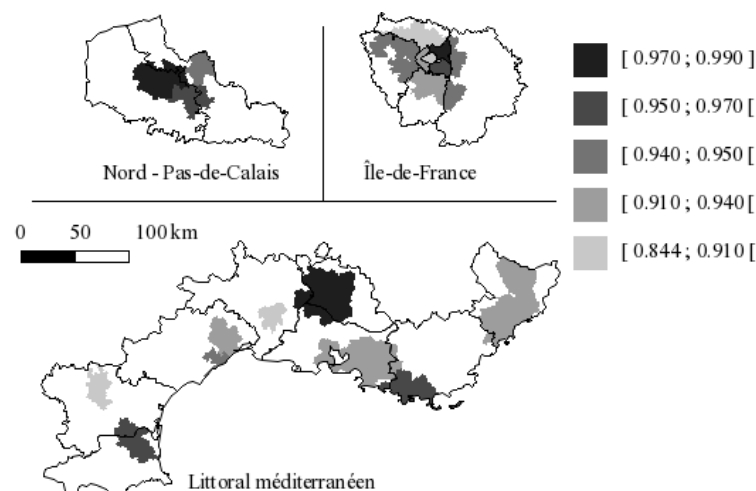 [ 0.970 ; 0.990 ]
[ 0.950 ; 0.970 [
[ 0.940 ; 0.950 [
[ 0.910 ; 0.940 [
[ 0.844 ; 0.910 [
Nord - Pas-de-Calais
Île-de-France
0 50 100 km
Littoral méditerranéen